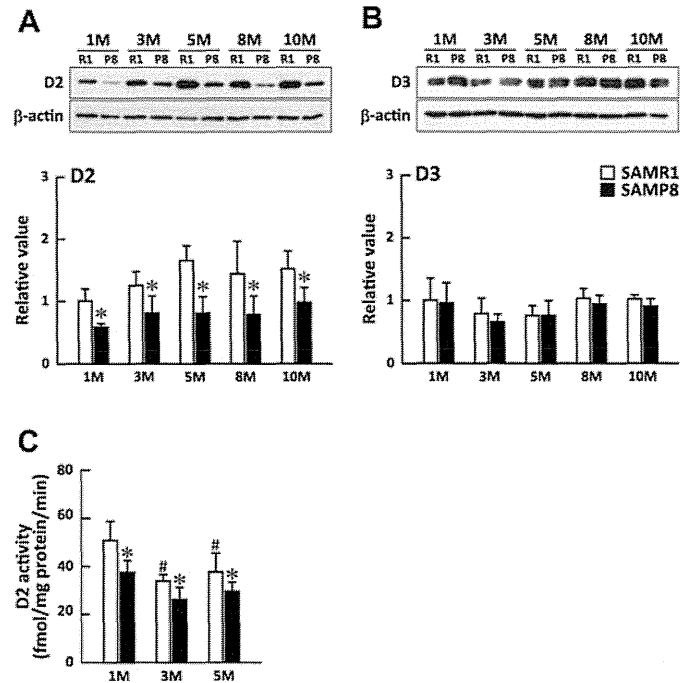 A
1M 3M 5M 8M 10M
R1 P8 R1 P8 R1 P8 R1 P8 R1 P8
D2
β-actin
D2
Relative value
3
2
1
0
* * * * *
1M 3M 5M 8M 10M
B
1M 3M 5M 8M 10M
R1 P8 R1 P8 R1 P8 R1 P8 R1 P8
D3
β-actin
D3
SAMR1
SAMP8
Relative value
3
2
1
0
1M 3M 5M 8M 10M
C
D2 activity
(fmol/mg protein/min)
80
60
40
20
0
* # * # *
1M 3M 5M